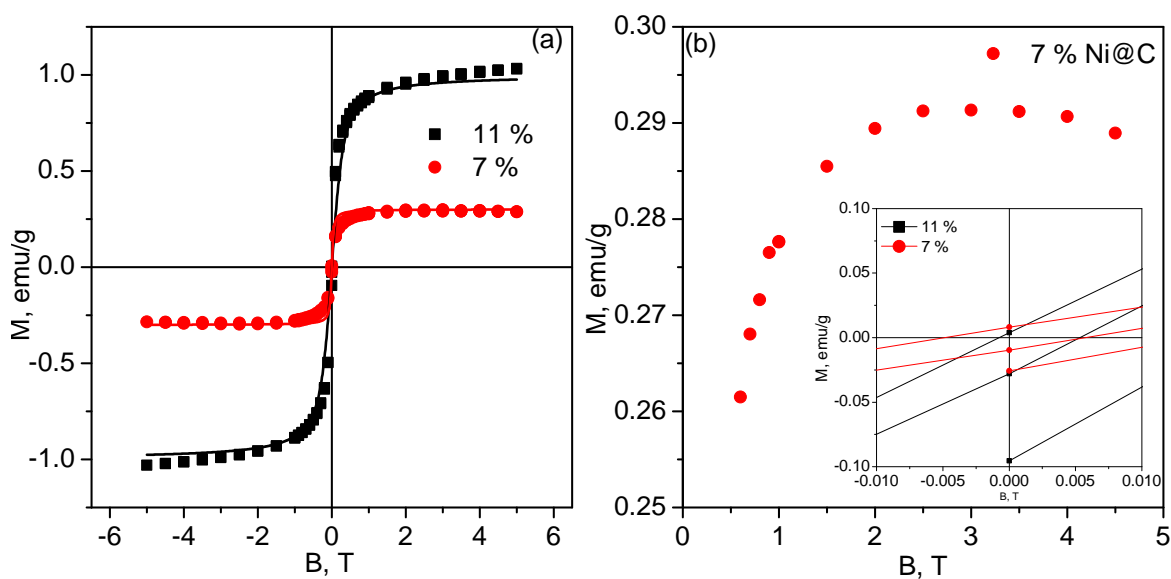 (a)
M, emu/g
1.0
0.5
0.0
-0.5
-1.0
11 %
7 %
-6 -4 -2 0 2 4 6
B, T
(b)
M, emu/g
0.30
0.29
0.28
0.27
0.26
0.25
7 % Ni@C
0 1 2 3 4 5
B, T
11 %
7 %
M, emu/g
0.10
0.05
0.00
-0.05
-0.10
-0.010 -0.005 0.000 0.005 0.010
B, T